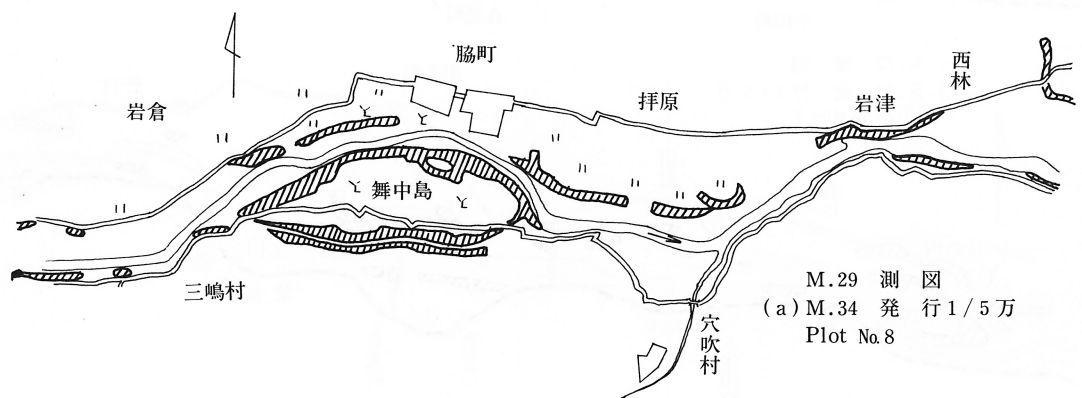 脇町
西林
岩倉
拝原
岩津
舞中島
三嶋村
穴吹村
M.29 測 図
(a) M.34 発 行 1/5万
Plot No.8